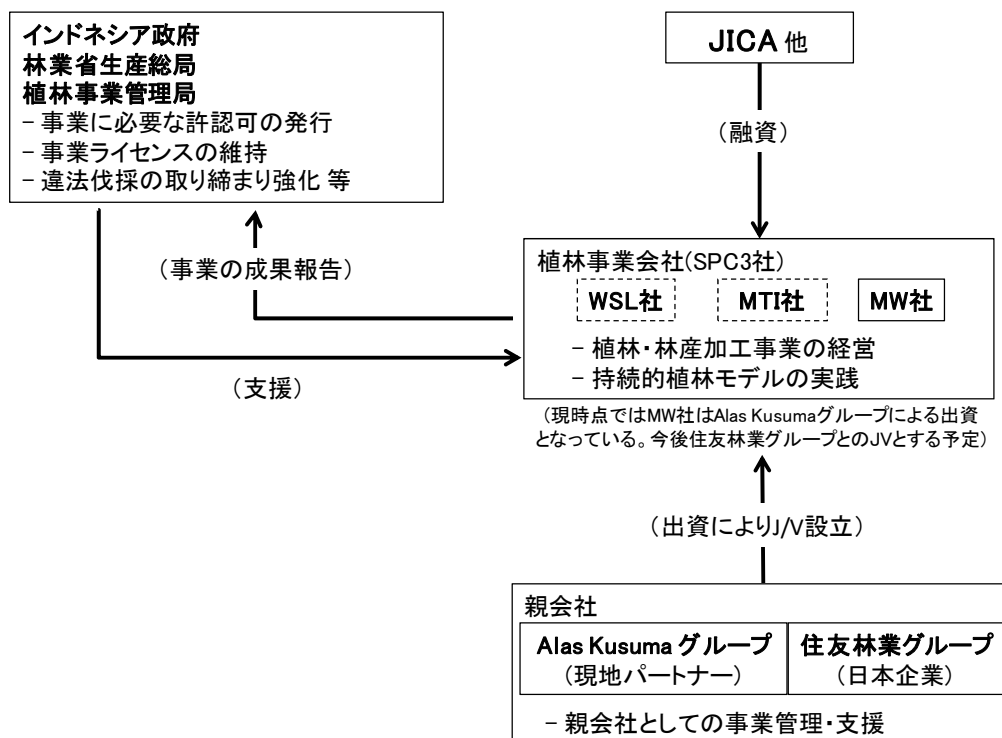 インドネシア政府
林業省生産総局
植林事業管理局
- 事業に必要な許認可の発行
- 事業ライセンスの維持
- 違法伐採の取り締まり強化 等
JICA 他
(融資)
(事業の成果報告)
(支援)
植林事業会社(SPC3社)
WSL社 MTI社 MW社
- 植林・林産加工事業の経営
- 持続的植林モデルの実践
(現時点ではMW社はAlas Kusumaグループによる出資
となっている。今後住友林業グループとのJVとする予定)
(出資によりJ/V設立)
親会社
Alas Kusuma グループ
(現地パートナー)
住友林業グループ
(日本企業)
- 親会社としての事業管理・支援